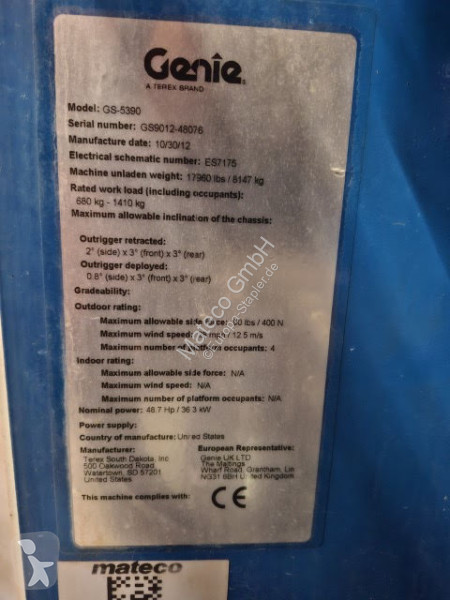 Genie
A TEREX BRAND
Model: GS-5390
Serial number: GS9012-48076
Manufacture date: 10/30/12
Electrical schematic number: ES7175
Machine unladen weight: 17960 lbs / 8147 kg
Rated work load (including occupants):
680 kg - 1410 kg
Maximum allowable inclination of the chassis:
Outrigger retracted:
2° (side) x 3° (front) x 3° (rear)
Outrigger deployed:
0.8° (side) x 3° (front) x 3° (rear)
Gradeability:
Outdoor rating:
Maximum allowable side lbs / 400 N
Maximum wind speed: mph / 12.5 m/s
Maximum number of platform occupants: 4
Indoor rating:
Maximum allowable side force: N/A
Maximum wind speed: N/A
Maximum number of platform occupants: N/A
Nominal power: 48.7 Hp / 36.3 kW
Power supply:
Country of manufacture: United States
Manufacturer:
Terex South Dakota, Inc
500 Oakwood Road
Watertown, SD 57201
United States
European Representative:
Genie UK LTD
The Maltings
Wharf Road, Grantham, Lin
NG31 6BH United Kingdom
This machine complies with:
CE
Mateco GmbH
mateco